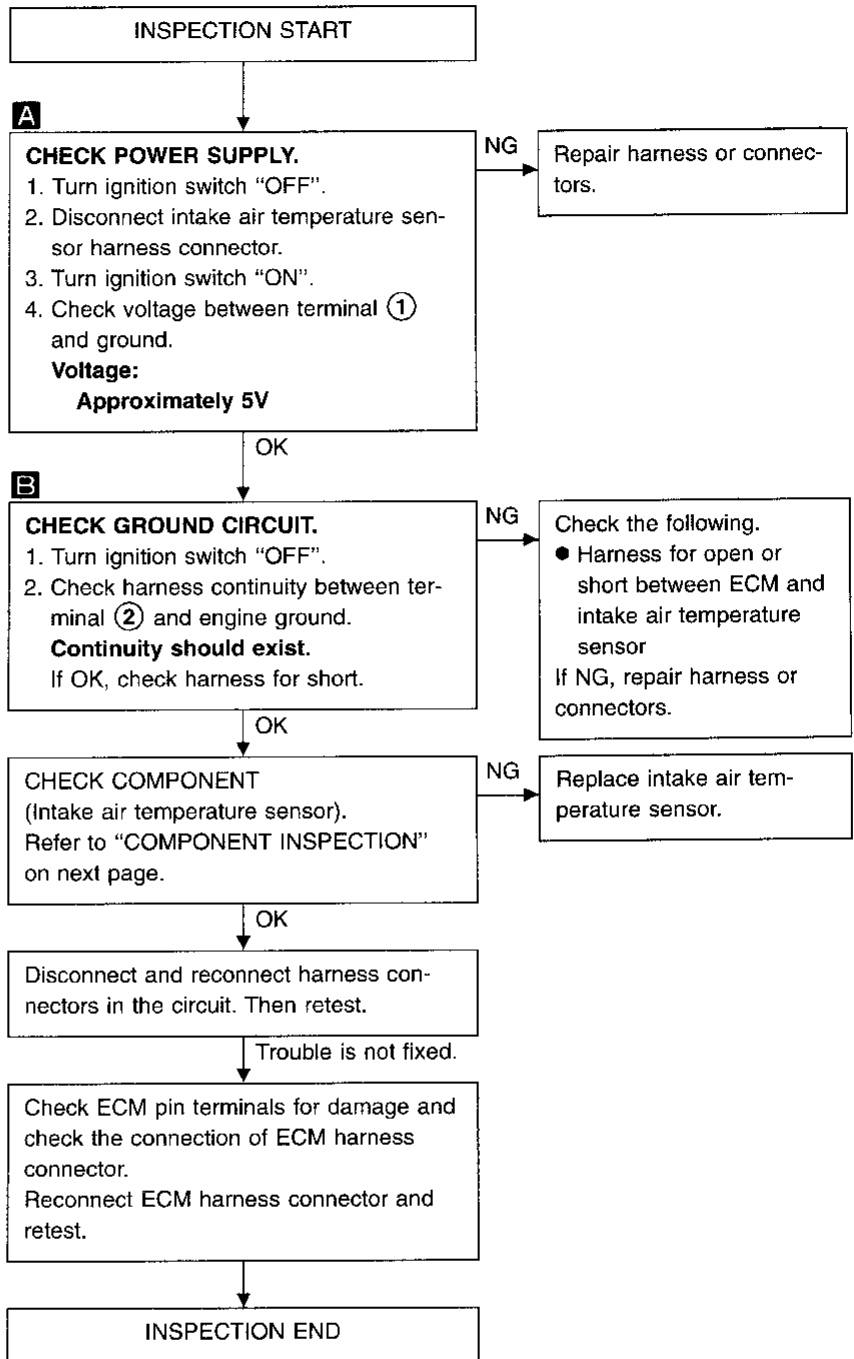 INSPECTION START
A
CHECK POWER SUPPLY.
1. Turn ignition switch “OFF”.
2. Disconnect intake air temperature sen-
sor harness connector.
3. Turn ignition switch “ON”.
4. Check voltage between terminal ①
and ground.
Voltage:
Approximately 5V
NG
Repair harness or connec-
tors.
OK
B
CHECK GROUND CIRCUIT.
1. Turn ignition switch “OFF”.
2. Check harness continuity between ter-
minal ② and engine ground.
Continuity should exist.
If OK, check harness for short.
NG
Check the following.
● Harness for open or
short between ECM and
intake air temperature
sensor
If NG, repair harness or
connectors.
OK
CHECK COMPONENT
(Intake air temperature sensor).
Refer to “COMPONENT INSPECTION”
on next page.
NG
Replace intake air tem-
perature sensor.
OK
Disconnect and reconnect harness con-
nectors in the circuit. Then retest.
Trouble is not fixed.
Check ECM pin terminals for damage and
check the connection of ECM harness
connector.
Reconnect ECM harness connector and
retest.
INSPECTION END